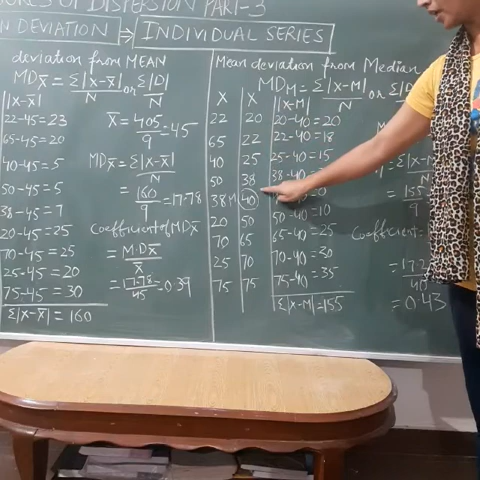 OF DISPERSION PART-3
N DEVIATION ⇒ INDIVIDUAL SERIES
deviation from MEAN
MDx̄ = Σ|x-x̄|/N or Σ|D|/N
|x-x̄|
22-45=23
65-45=20
40-45=5
50-45=5
38-45=7
20-45=25
70-45=25
25-45=20
75-45=30
Σ|x-x̄|=160
x̄ = 405/9 = 45
MDx̄ = Σ|x-x̄|/N
= 160/9 = 17.78
coefficient of MDx̄
= M.Dx̄/x̄
= 17.78/45 = 0.39
Mean deviation from Median
MDM = Σ|x-M|/N or Σ|D|
X X |x-M|
22 20 20-40=20
65 22 22-40=18
40 25 25-40=15
50 38 38-40
38 M 40
20 50 50-40=10
70 65 65-40=25
25 70 70-40=30
75 75 75-40=35
Σ|x-M|=155
= Σ|x-M
= 155/9
coefficient
= 17.2/40
= 0.43